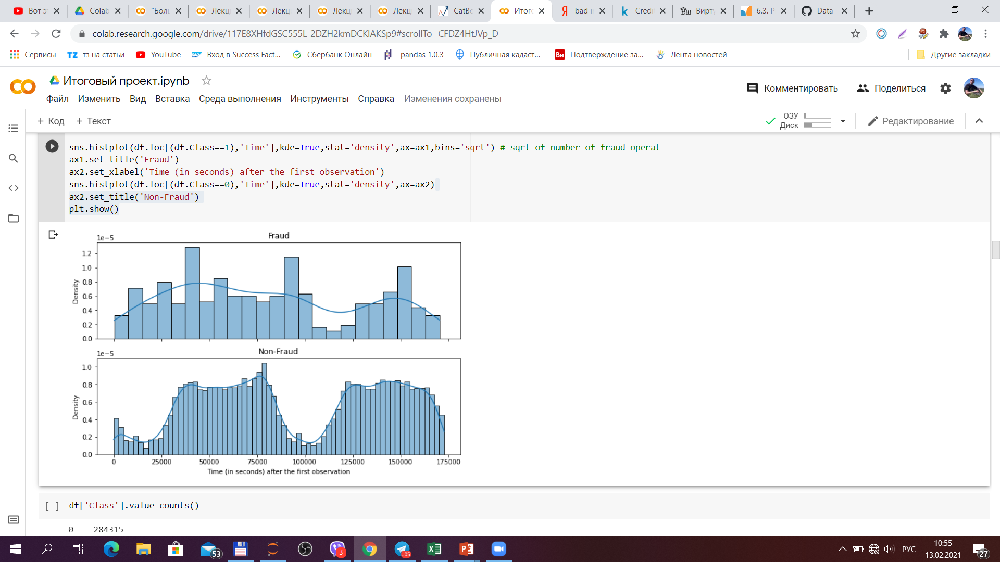 Вот эт
Colab
"Боль
Лекц
Лекц
Лекц
Лекц
CatBo
Итого
bad in
Credi
Вирту
6.3. P
Data-
colab.research.google.com/drive/117E8XHfdGSC555L-2DZH2kmDCKlAKSp9#scrollTo=CFDZ4HtJVp_D
Сервисы
TZ тз на статьи
YouTube
SAP Вход в Success Fact...
Сбербанк Онлайн
pandas 1.0.3
Публичная кадаст...
Ви Подтверждение за...
Лента новостей
Другие закладки
Итоговый проект.ipynb
Файл Изменить Вид Вставка Среда выполнения Инструменты Справка Изменения сохранены
Комментировать
Поделиться
+ Код + Текст
ОЗУ
Диск
Редактирование
sns.histplot(df.loc[(df.Class==1),'Time'],kde=True,stat='density',ax=ax1,bins='sqrt') # sqrt of number of fraud operat
ax1.set_title('Fraud')
ax2.set_xlabel('Time (in seconds) after the first observation')
sns.histplot(df.loc[(df.Class==0),'Time'],kde=True,stat='density',ax=ax2)
ax2.set_title('Non-Fraud')
plt.show()
Fraud
1e−5
1.2
1.0
0.8
0.6
0.4
0.2
0.0
Density
Non-Fraud
1e−5
1.0
0.8
0.6
0.4
0.2
0.0
Density
0 25000 50000 75000 100000 125000 150000 175000
Time (in seconds) after the first observation
[ ] df['Class'].value_counts()
0 284315
53
3
..05
РУС
10:55
13.02.2021
27